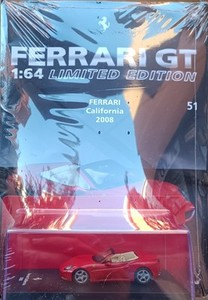 FERRARI GT
1:64 LIMITED EDITION
FERRARI
California
2008
51